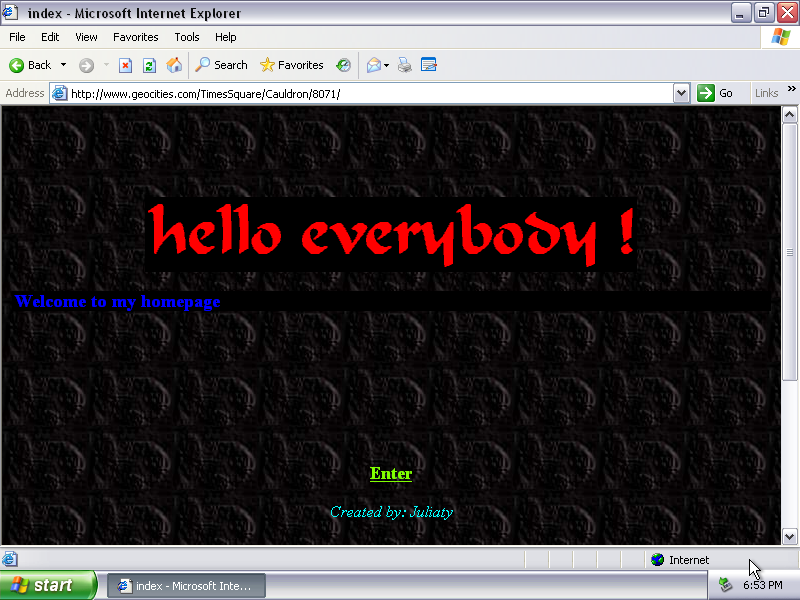 index - Microsoft Internet Explorer
File Edit View Favorites Tools Help
Back Search Favorites
Address http://www.geocities.com/TimesSquare/Cauldron/8071/ Go Links »
hello everybody !
Welcome to my homepage
Enter
Created by: Juliaty
Internet
start index - Microsoft Inte... 6:53 PM